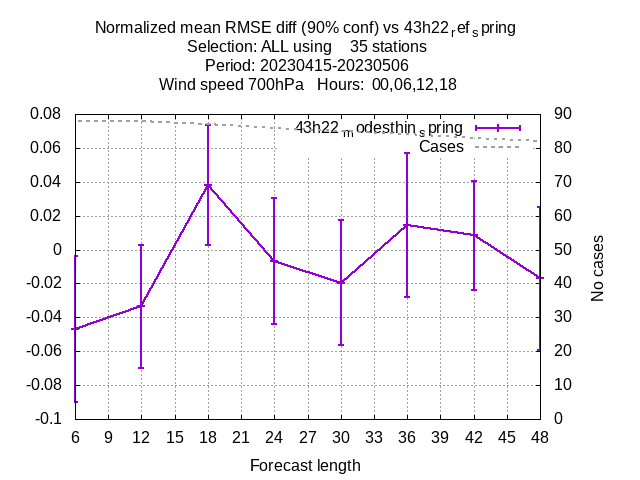 Normalized mean RMSE diff (90% conf) vs 43h22refspring
Selection: ALL using    35 stations
Period: 20230415-20230506
Wind speed 700hPa   Hours:  00,06,12,18
43h22modesthinspring
Cases
0.08
0.06
0.04
0.02
0
-0.02
-0.04
-0.06
-0.08
-0.1
90
80
70
60
50
40
30
20
10
0
No cases
6 9 12 15 18 21 24 27 30 33 36 39 42 45 48
Forecast length